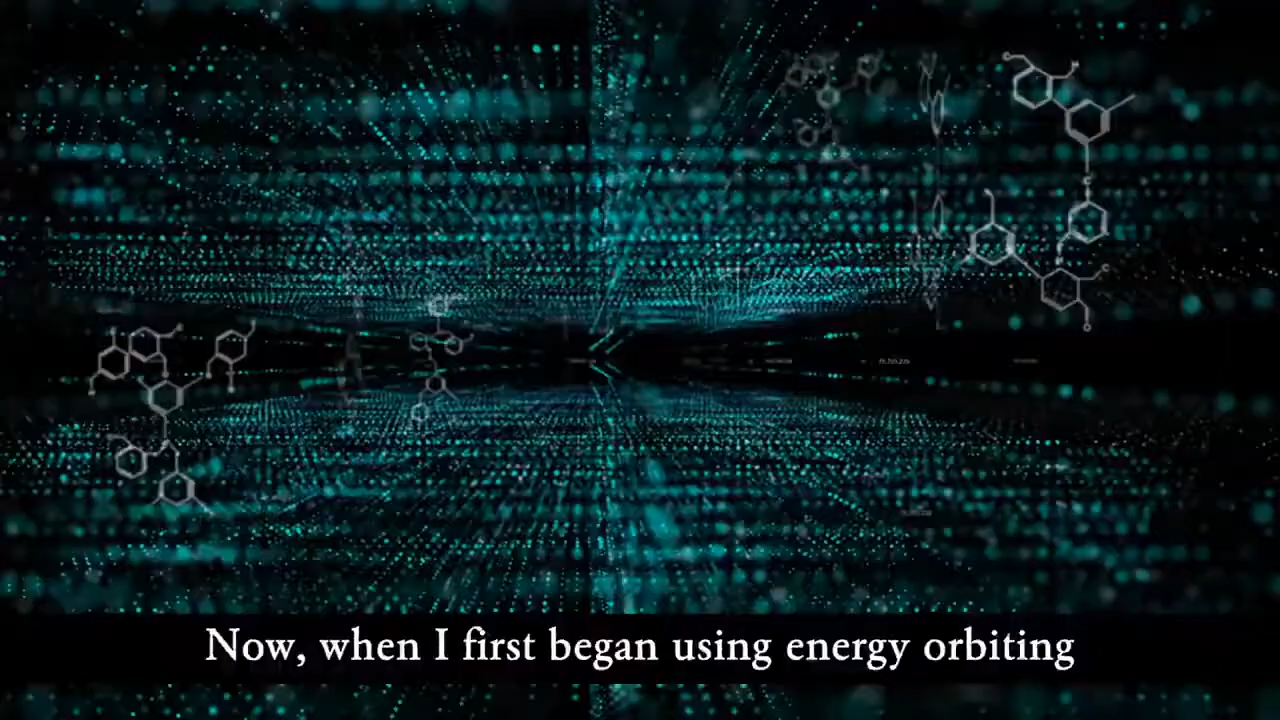 Now, when I first began using energy orbiting